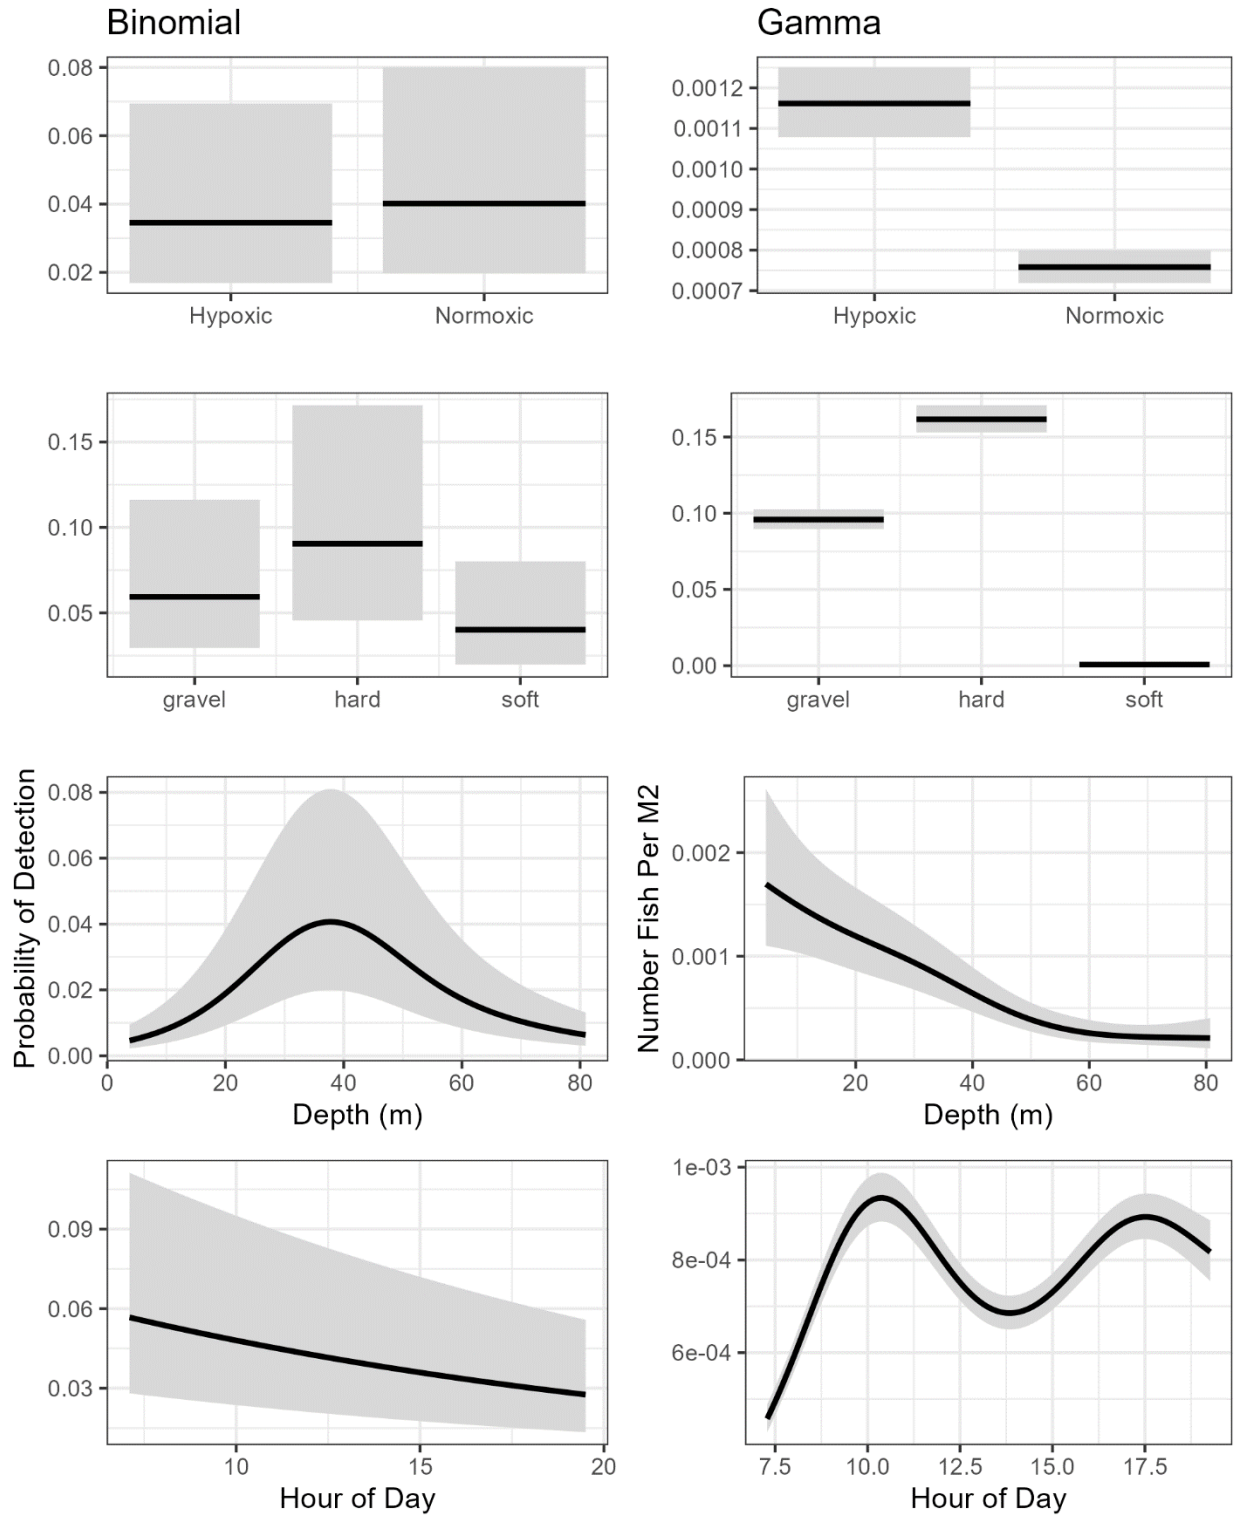 Binomial
Gamma
0.08
0.06
0.04
0.02
Hypoxic
Normoxic
0.0012
0.0011
0.0010
0.0009
0.0008
0.0007
Hypoxic
Normoxic
0.15
0.10
0.05
gravel
hard
soft
0.15
0.10
0.05
0.00
gravel
hard
soft
Probability of Detection
0.08
0.06
0.04
0.02
0.00
0
20
40
60
80
Depth (m)
Number Fish Per M2
0.002
0.001
0.000
20
40
60
80
Depth (m)
0.09
0.06
0.03
10
15
20
Hour of Day
1e-03
8e-04
6e-04
7.5
10.0
12.5
15.0
17.5
Hour of Day